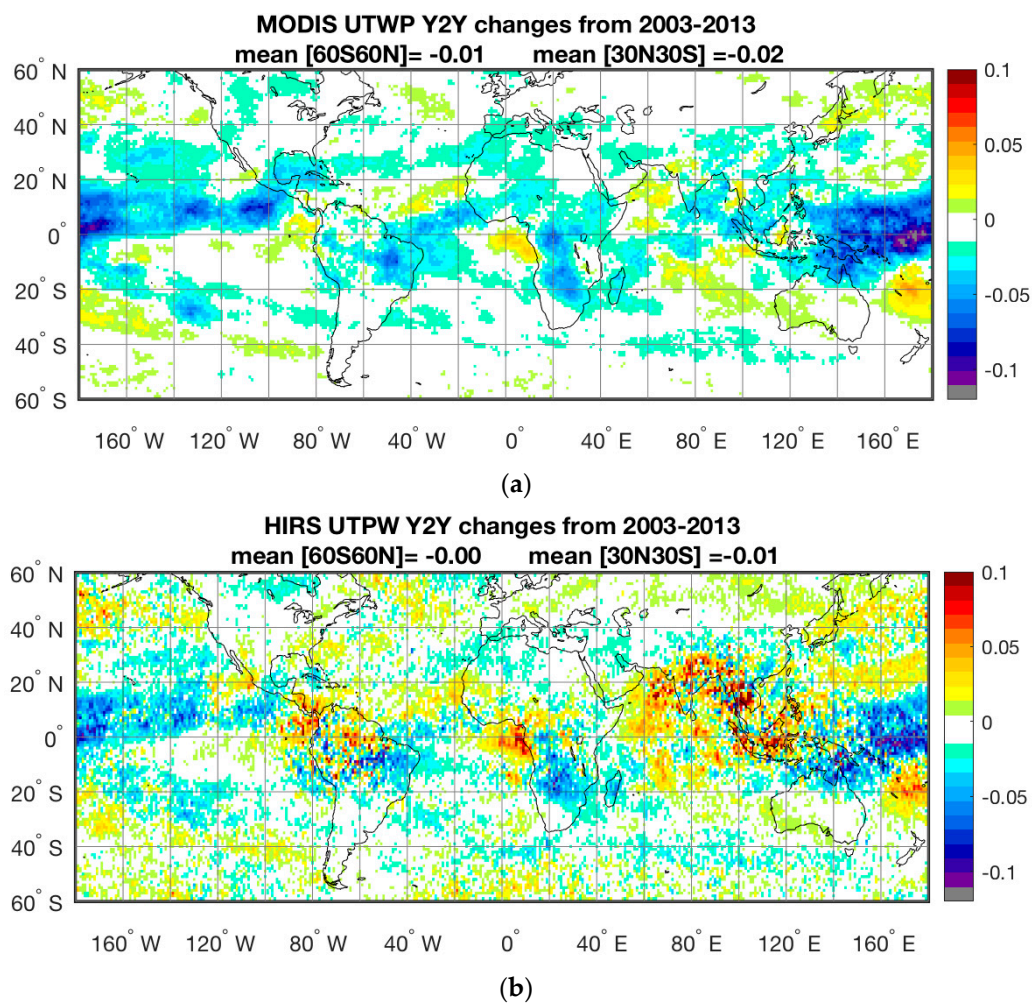 MODIS UTWP Y2Y changes from 2003-2013
mean [60S60N]= -0.01 mean [30N30S] =-0.02
60° N
40° N
20° N
0°
20° S
40° S
60° S
160° W 120° W 80° W 40° W 0° 40° E 80° E 120° E 160° E
0.1
0.05
0
-0.05
-0.1
(a)
HIRS UTPW Y2Y changes from 2003-2013
mean [60S60N]= -0.00 mean [30N30S] =-0.01
60° N
40° N
20° N
0°
20° S
40° S
60° S
160° W 120° W 80° W 40° W 0° 40° E 80° E 120° E 160° E
0.1
0.05
0
-0.05
-0.1
(b)